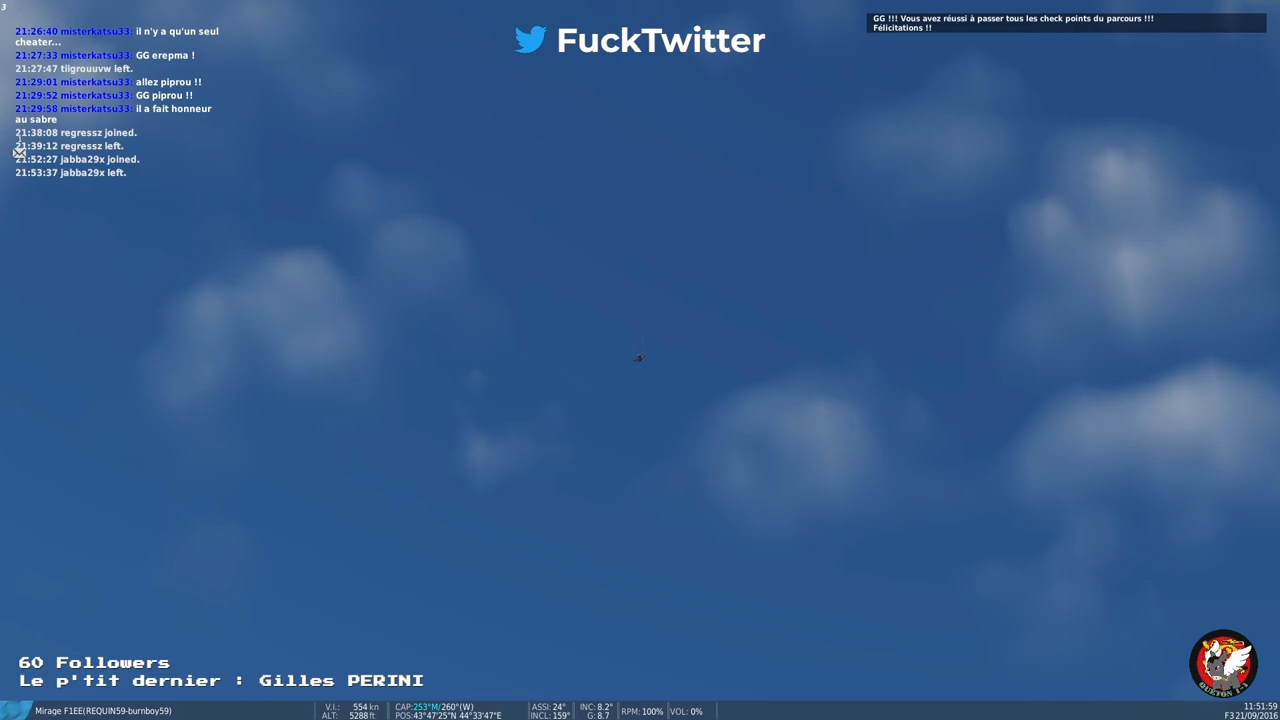 3
21:26:40 misterkatsu33: il n'y a qu'un seul
cheater...
21:27:33 misterkatsu33: GG erepma !
21:27:47 tiigrouuvw left.
21:29:01 misterkatsu33: allez piprou !!
21:29:52 misterkatsu33: GG piprou !!
21:29:58 misterkatsu33: il a fait honneur
au sabre
21:38:08 regressz joined.
21:39:12 regressz left.
21:52:27 jabba29x joined.
21:53:37 jabba29x left.
FuckTwitter
GG !!! Vous avez réussi à passer tous les check points du parcours !!!
Félicitations !!
60 Followers
Le p'tit dernier : Gilles PERINI
Mirage F1EE(REQUIN59-burnboy59)
V.I.: 554 kn
ALT: 5288 ft
CAP:253°M/260°(W)
POS:43°47'25"N 44°33'47"E
ASSI: 24°
INCL: 159°
INC: 8.2°
G: 8.7
RPM: 100%
VOL: 0%
11:51:59
F3 21/09/2016